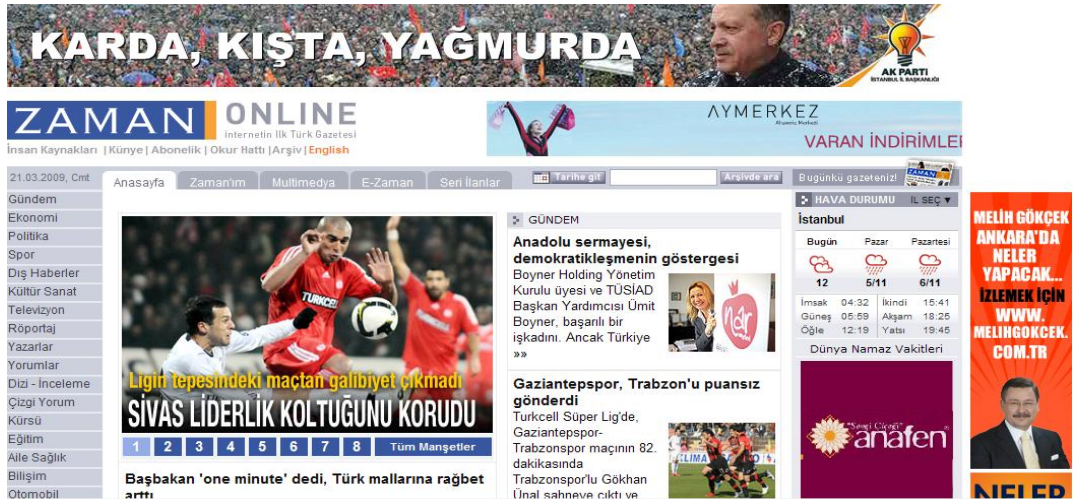 KARDA, KIŞTA, YAĞMURDA
AK PARTI
İSTANBUL İL BAŞKANLIĞI
ZAMAN ONLINE
internetin İlk Türk Gazetesi
İnsan Kaynakları | Künye | Abonelik | Okur Hattı | Arşiv | English
AYMERKEZ
Alışveriş Merkezi
VARAN İNDİRİMLE
21.03.2009, Cmt
Anasayfa
Zaman'ım
Multimedya
E-Zaman
Seri İlanlar
Tarihe git
Arşivde ara
Bugünkü gazeteniz!
ZAMAN
Gündem
Ekonomi
Politika
Spor
Dış Haberler
Kültür Sanat
Televizyon
Röportaj
Yazarlar
Yorumlar
Dizi - İnceleme
Çizgi Yorum
Kürsü
Eğitim
Aile Sağlık
Bilişim
Otomobil
TURKCELL
Ligin tepesindeki maçtan galibiyet çıkmadı
SİVAS LİDERLİK KOLTUĞUNU KORUDU
1 2 3 4 5 6 7 8 Tüm Manşetler
Başbakan 'one minute' dedi, Türk mallarına rağbet
arttı
GÜNDEM
Anadolu sermayesi,
demokratikleşmenin göstergesi
Boyner Holding Yönetim
Kurulu üyesi ve TÜSİAD
Başkan Yardımcısı Ümit
Boyner, başarılı bir
işkadını. Ancak Türkiye
»»
nar
Gaziantepspor, Trabzon'u puansız
gönderdi
Turkcell Süper Lig'de,
Gaziantepspor-
Trabzonspor maçının 82.
dakikasında
Trabzonspor'lu Gökhan
Ünal sahneye çıktı ve
KLIMA
HAVA DURUMU İL SEÇ ▼
İstanbul
Bugün Pazar Pazartesi
12 5/11 6/11
İmsak 04:32 İkindi 15:41
Güneş 05:59 Akşam 18:25
Öğle 12:19 Yatsı 19:45
Dünya Namaz Vakitleri
"Sevgi Çiçeği"
anafen
MELİH GÖKÇEK
ANKARA'DA
NELER
YAPACAK...
İZLEMEK İÇİN
WWW.
MELIHGOKCEK.
COM.TR
NELER